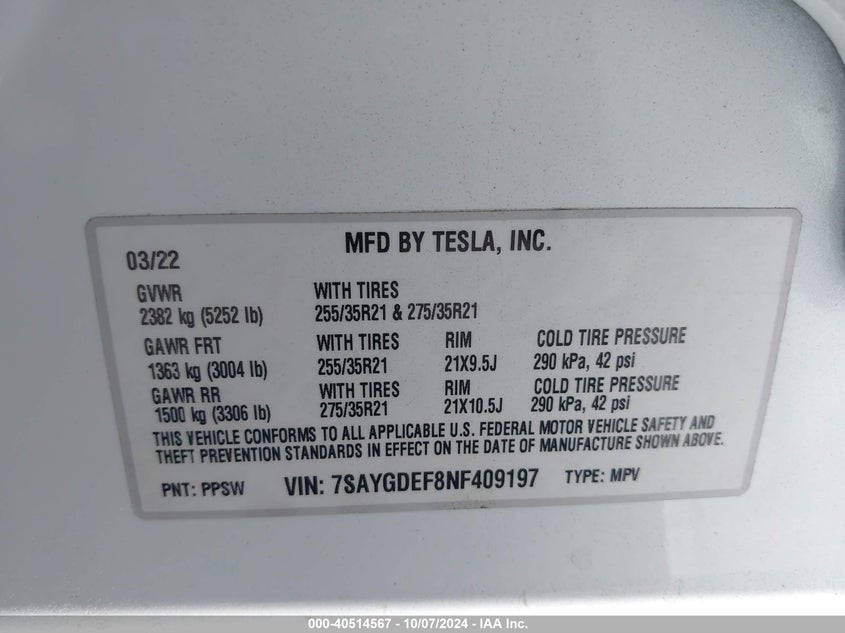 MFD BY TESLA, INC.
03/22
GVWR WITH TIRES
2382 kg (5252 lb) 255/35R21 & 275/35R21
GAWR FRT WITH TIRES RIM COLD TIRE PRESSURE
1363 kg (3004 lb) 255/35R21 21X9.5J 290 kPa, 42 psi
GAWR RR WITH TIRES RIM COLD TIRE PRESSURE
1500 kg (3306 lb) 275/35R21 21X10.5J 290 kPa, 42 psi
THIS VEHICLE CONFORMS TO ALL APPLICABLE U.S. FEDERAL MOTOR VEHICLE SAFETY AND
THEFT PREVENTION STANDARDS IN EFFECT ON THE DATE OF MANUFACTURE SHOWN ABOVE.
PNT: PPSW VIN: 7SAYGDEF8NF409197 TYPE: MPV
000-40514567 - 10/07/2024 - IAA Inc.